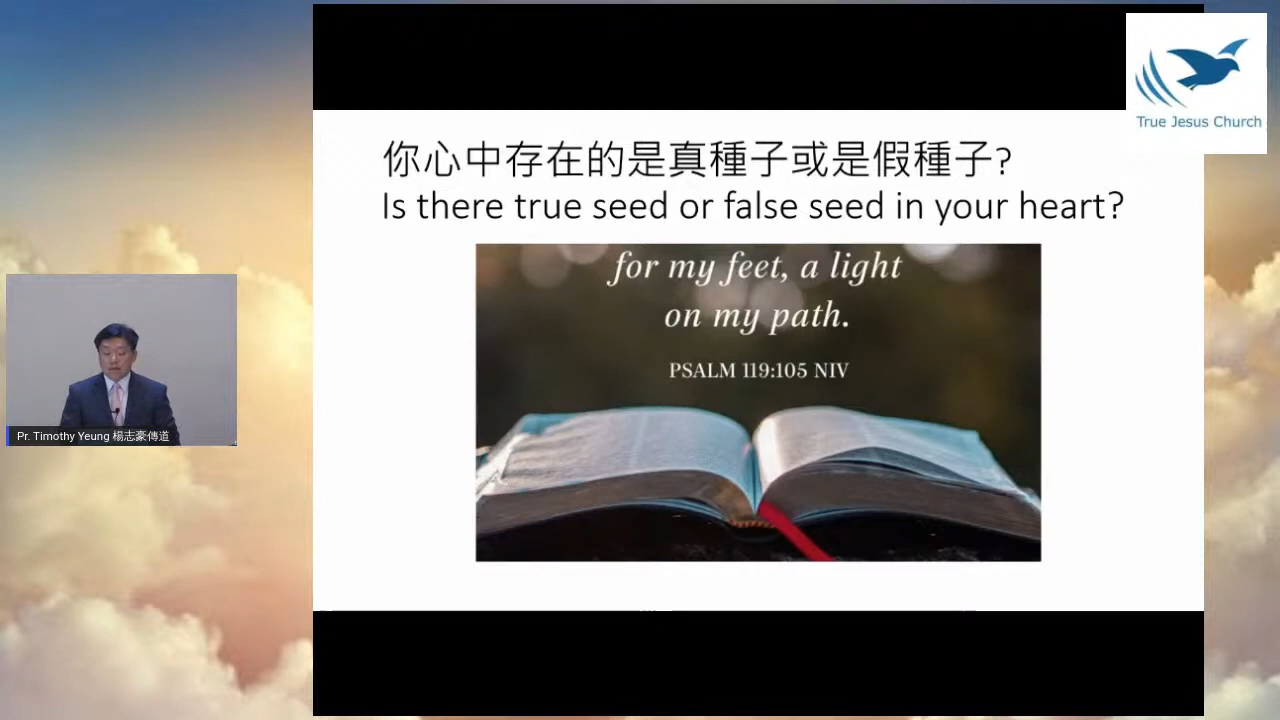 True Jesus Church
你心中存在的是真種子或是假種子?
Is there true seed or false seed in your heart?
for my feet, a light
on my path.
PSALM 119:105 NIV
Pr. Timothy Yeung 楊志豪傳道